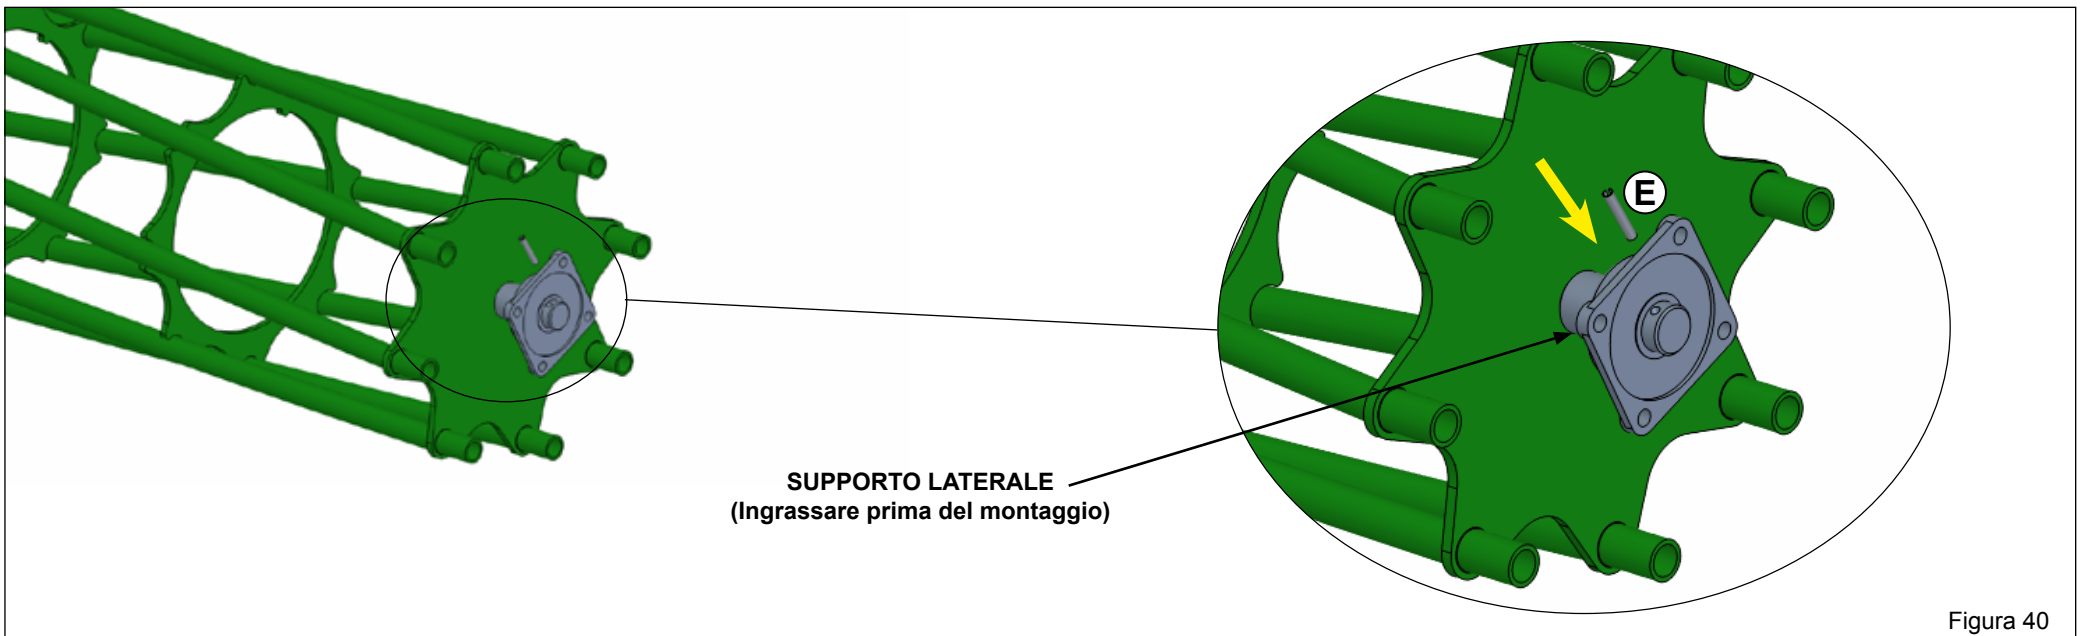 E
SUPPORTO LATERALE
(Ingrassare prima del montaggio)
Figura 40